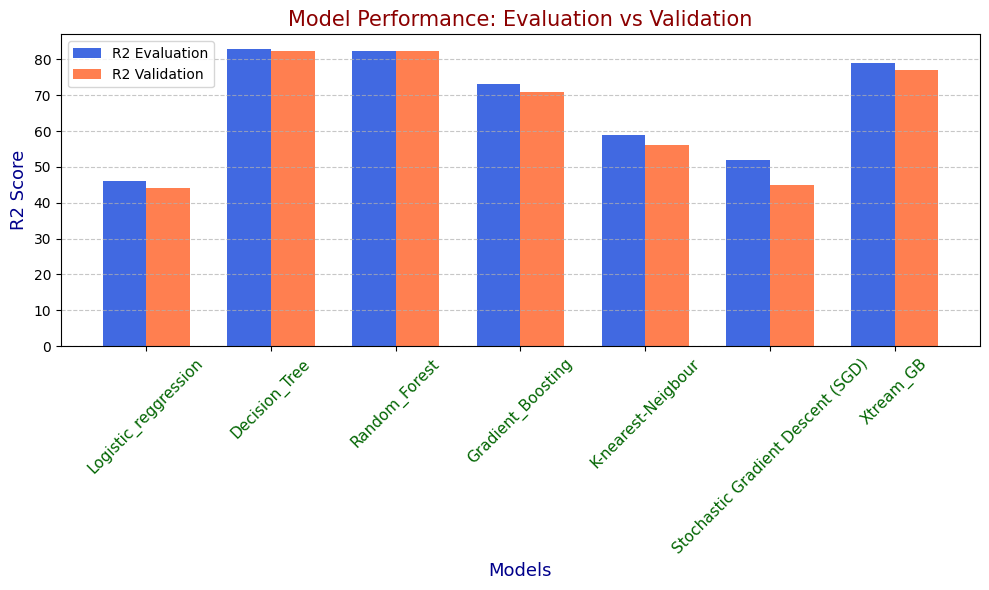 Model Performance: Evaluation vs Validation
R2 Evaluation
R2 Validation
R2 Score
80
70
60
50
40
30
20
10
0
Logistic_reggression
Decision_Tree
Random_Forest
Gradient_Boosting
K-nearest-Neigbour
Stochastic Gradient Descent (SGD)
Xtream_GB
Models